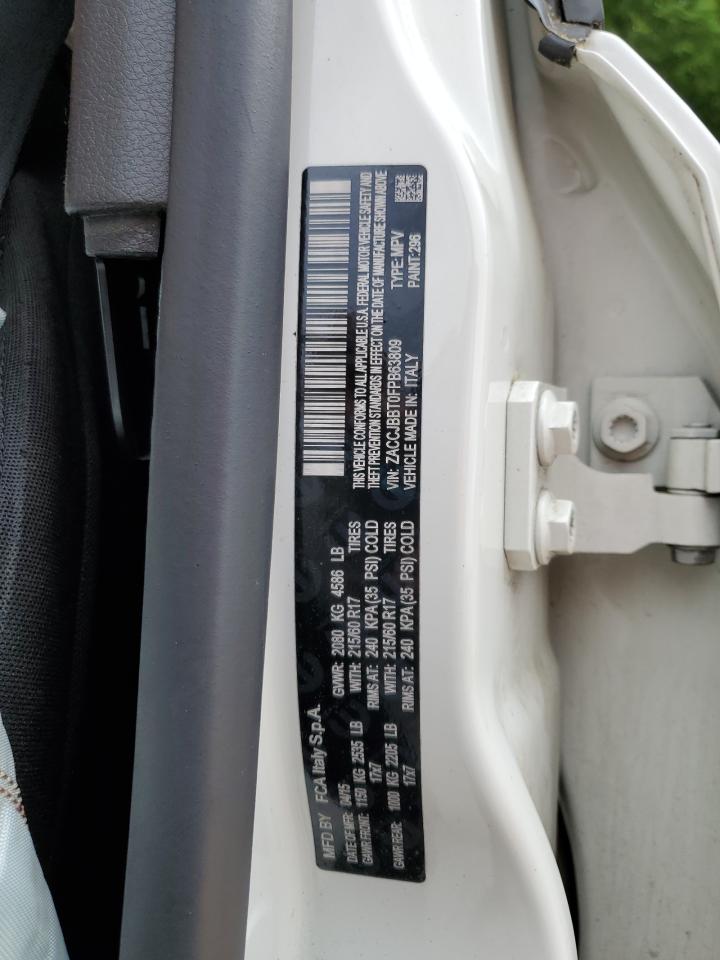 MFD BY FCA Italy S.p.A.
DATE OF MFR: 04/15 GVWR: 2080 KG 4586 LB
GAWR FRONT: 1150 KG 2535 LB WITH: 215/60 R17 TIRES
17x7 RIMS AT: 240 KPA(35 PSI) COLD
GAWR REAR: 1000 KG 2205 LB WITH: 215/60 R17 TIRES
17x7 RIMS AT: 240 KPA(35 PSI) COLD
THIS VEHICLE CONFORMS TO ALL APPLICABLE U.S.A. FEDERAL MOTOR VEHICLE SAFETY AND
THEFT PREVENTION STANDARDS IN EFFECT ON THE DATE OF MANUFACTURE SHOWN ABOVE
VIN: ZACCJBBT0FPB63809 TYPE: MPV
VEHICLE MADE IN: ITALY PAINT: 296